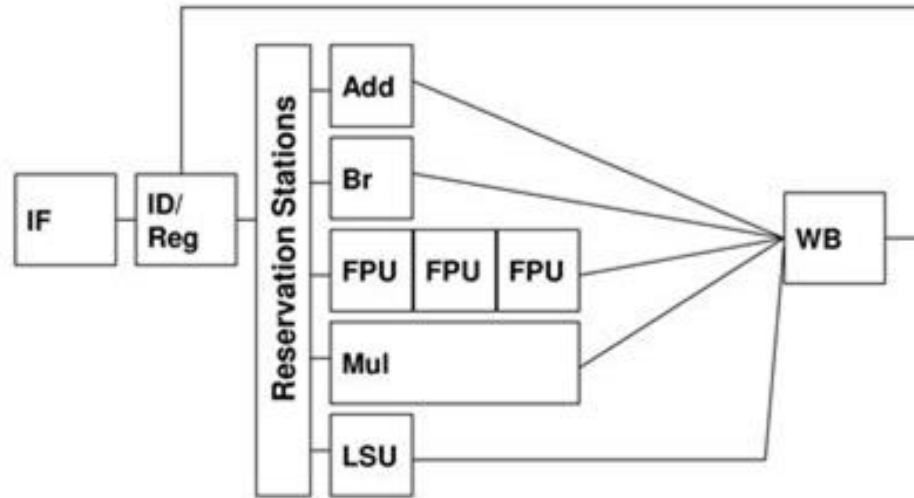 IF
ID/
Reg
Reservation Stations
Add
Br
FPU FPU FPU
Mul
LSU
WB